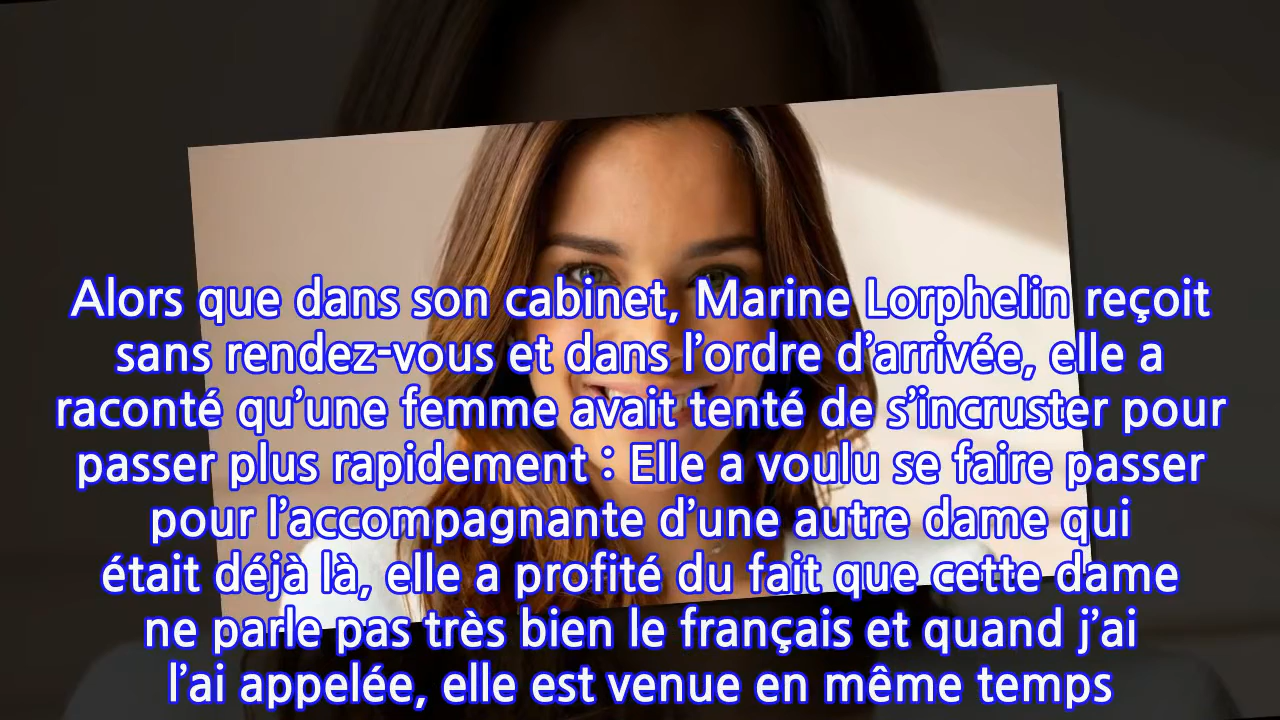 Alors que dans son cabinet, Marine Lorphelin reçoit
sans rendez-vous et dans l’ordre d’arrivée, elle a
raconté qu’une femme avait tenté de s’incruster pour
passer plus rapidement : Elle a voulu se faire passer
pour l’accompagnante d’une autre dame qui
était déjà là, elle a profité du fait que cette dame
ne parle pas très bien le français et quand j’ai
l’ai appelée, elle est venue en même temps